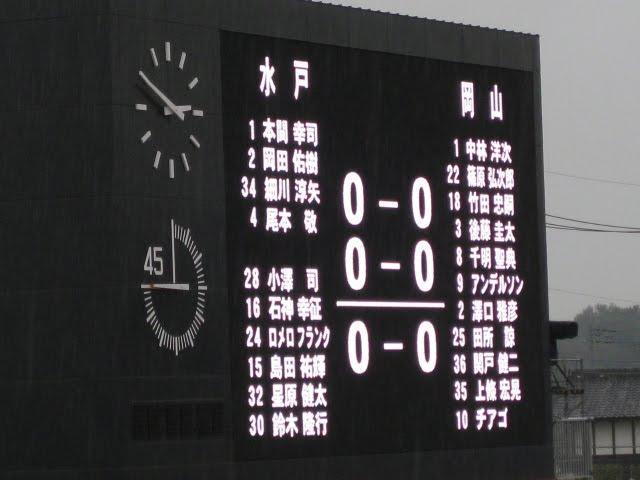 水戸
1 本間 幸司
2 岡田 佑樹
34 細川 淳矢
4 尾本 敬
28 小澤 司
16 石神 幸征
24 ロメロ フランク
15 島田 祐輝
32 星原 健太
30 鈴木 隆行
0 - 0
0 - 0
0 - 0
岡山
1 中林 洋次
22 篠原 弘次郎
18 竹田 忠嗣
3 後藤 圭太
8 千明 聖典
9 アンデルソン
2 澤口 雅彦
25 田所 諒
36 関戸 健二
35 上條 宏晃
10 チアゴ
45